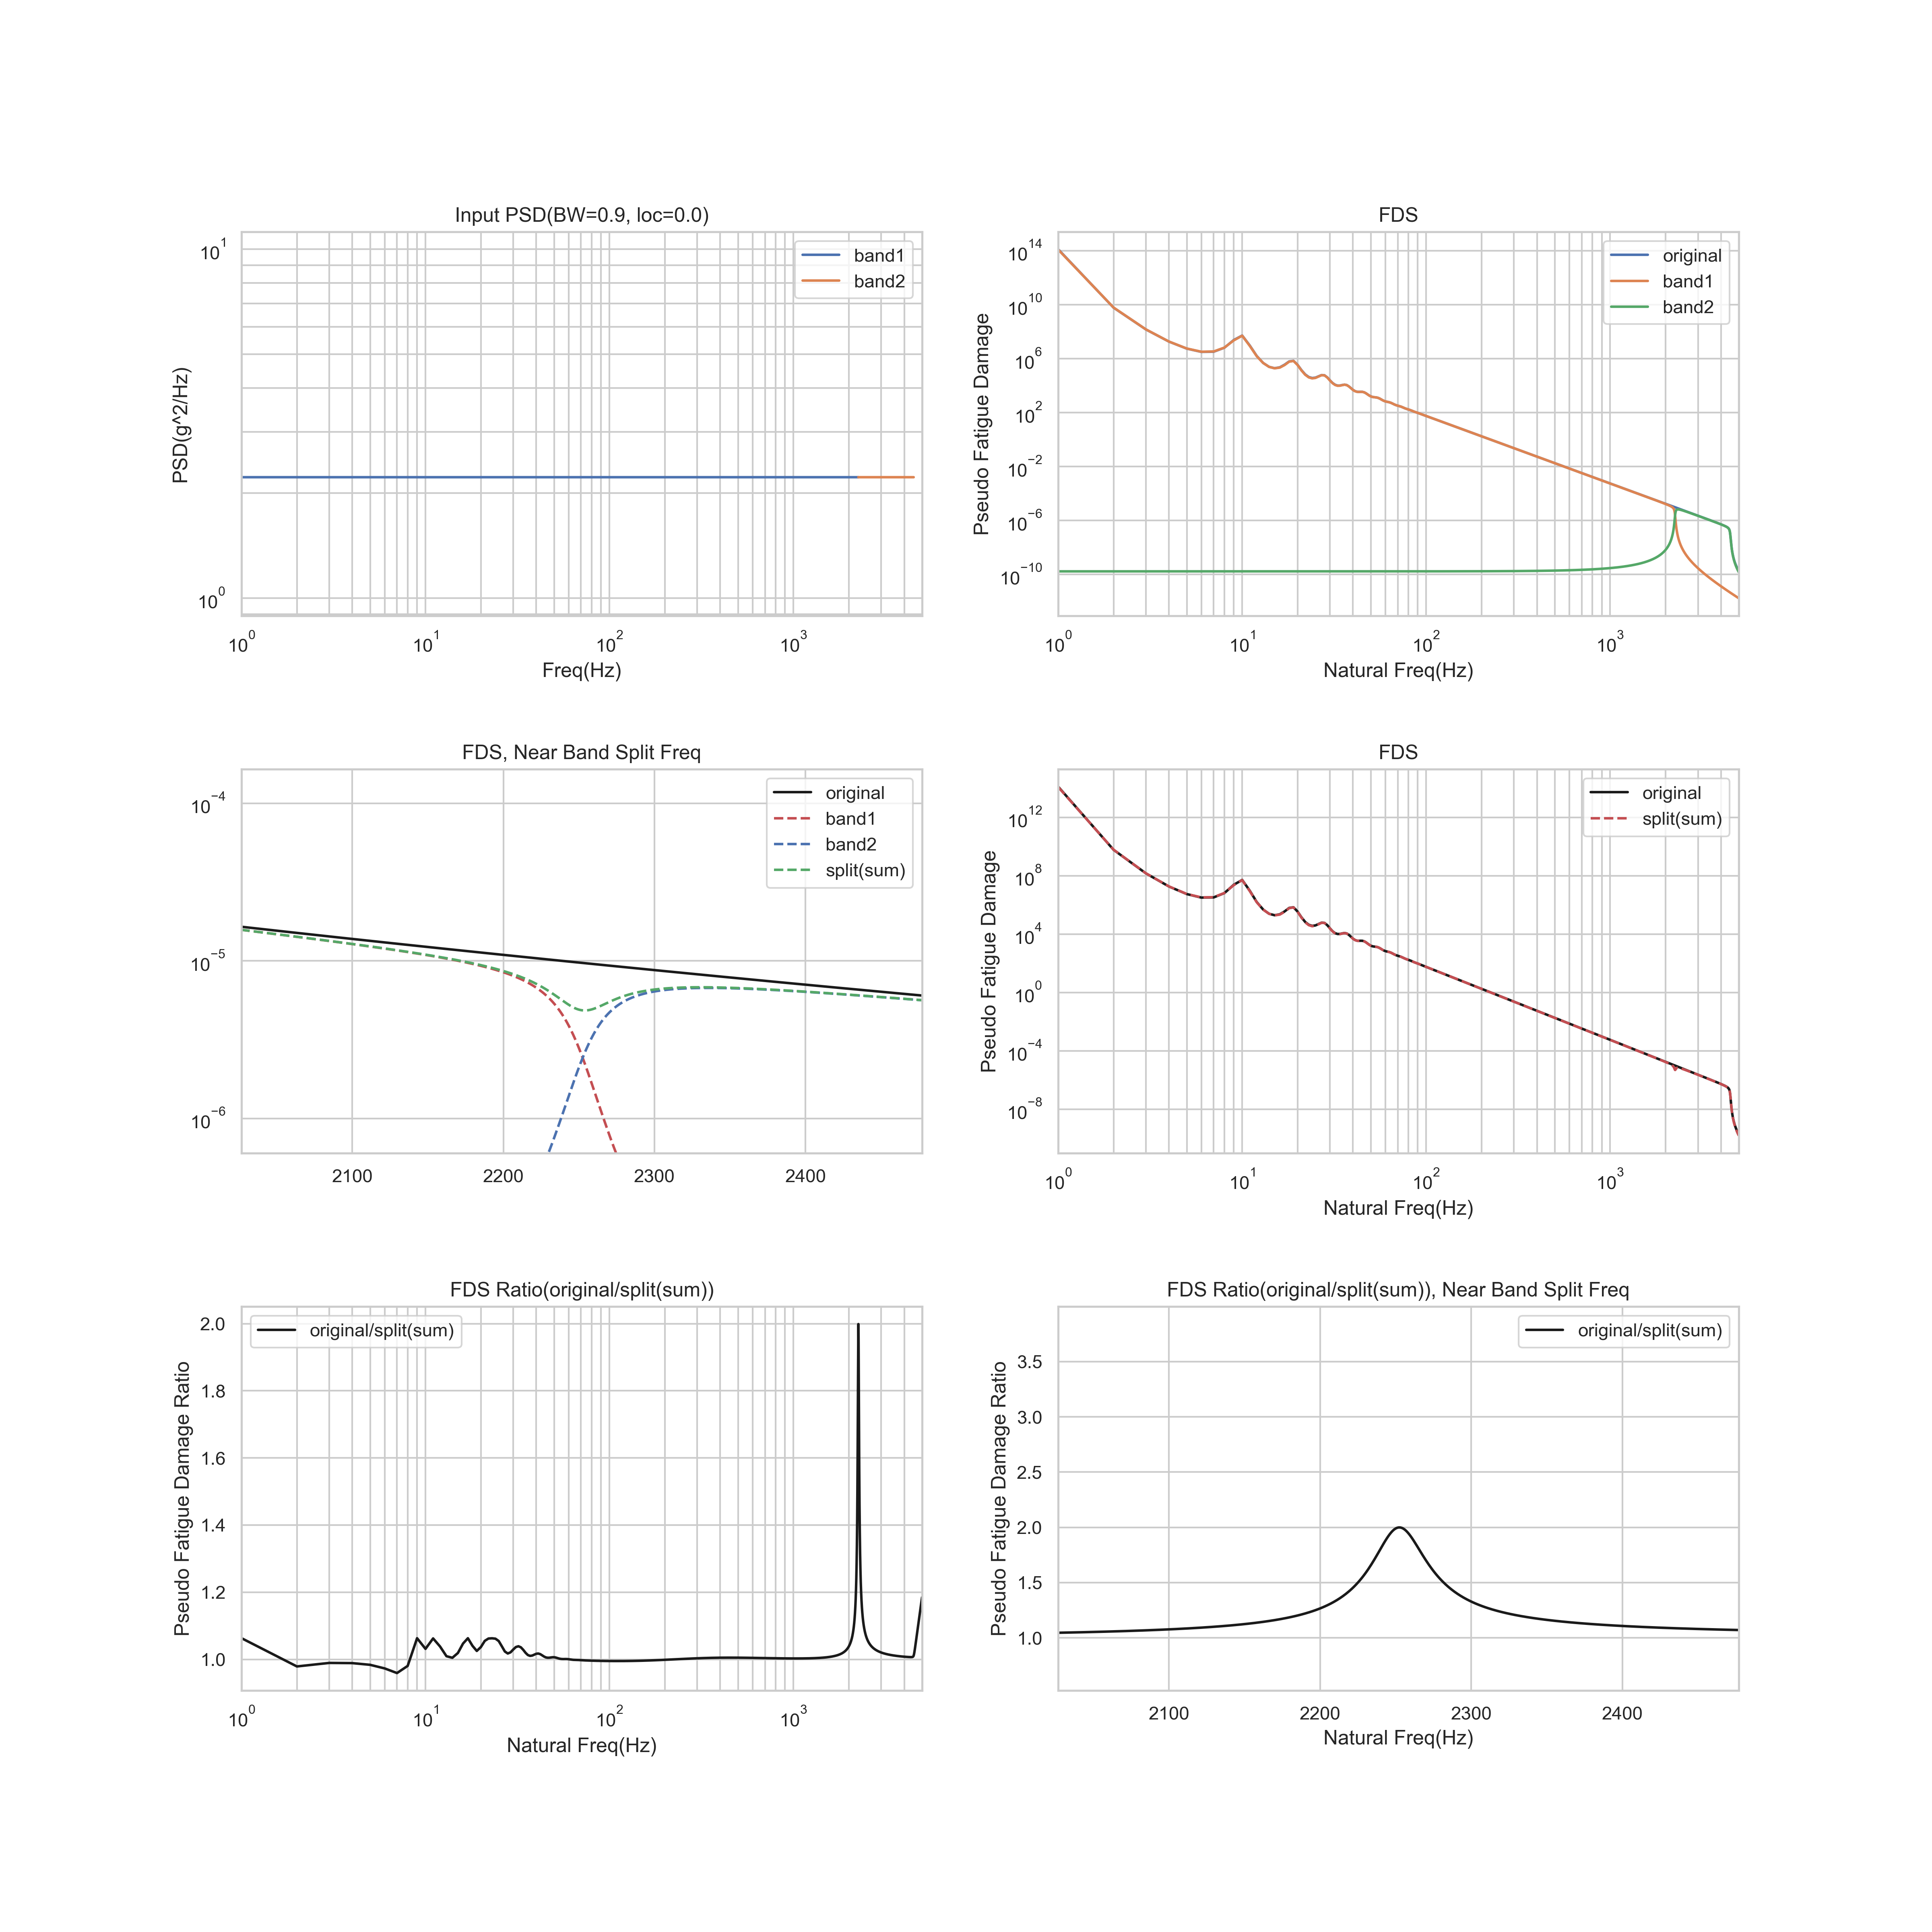 Input PSD(BW=0.9, loc=0.0)
PSD(g^2/Hz)
10^1
10^0
band1
band2
10^0 10^1 10^2 10^3
Freq(Hz)
FDS
Pseudo Fatigue Damage
10^14
10^10
10^6
10^2
10^−2
10^−6
10^−10
original
band1
band2
10^0 10^1 10^2 10^3
Natural Freq(Hz)
FDS, Near Band Split Freq
10^−4
10^−5
10^−6
original
band1
band2
split(sum)
2100 2200 2300 2400
FDS
Pseudo Fatigue Damage
10^12
10^8
10^4
10^0
10^−4
10^−8
original
split(sum)
10^0 10^1 10^2 10^3
Natural Freq(Hz)
FDS Ratio(original/split(sum))
Pseudo Fatigue Damage Ratio
2.0
1.8
1.6
1.4
1.2
1.0
original/split(sum)
10^0 10^1 10^2 10^3
Natural Freq(Hz)
FDS Ratio(original/split(sum)), Near Band Split Freq
Pseudo Fatigue Damage Ratio
3.5
3.0
2.5
2.0
1.5
1.0
original/split(sum)
2100 2200 2300 2400
Natural Freq(Hz)